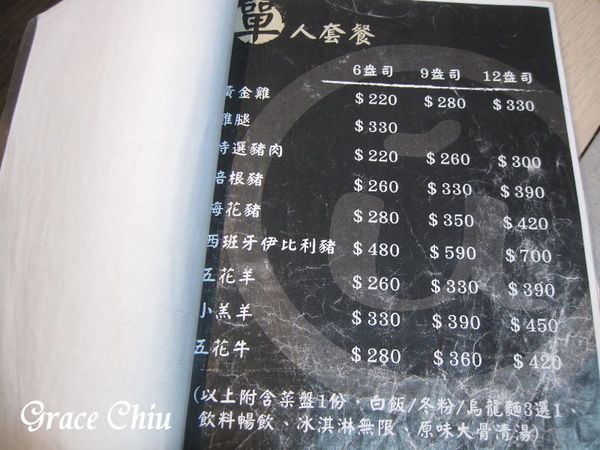 單人套餐
6盎司 9盎司 12盎司
黃金雞 $220 $280 $330
雞腿 $330
特選豬肉 $220 $260 $300
培根豬 $260 $330 $390
梅花豬 $280 $350 $420
西班牙伊比利豬 $480 $590 $700
五花羊 $260 $330 $390
小羔羊 $330 $390 $450
五花牛 $280 $360 $420
(以上附含菜盤1份,白飯/冬粉/烏龍麵3選1、
飲料暢飲、冰淇淋無限、原味大骨清湯)
Grace Chiu